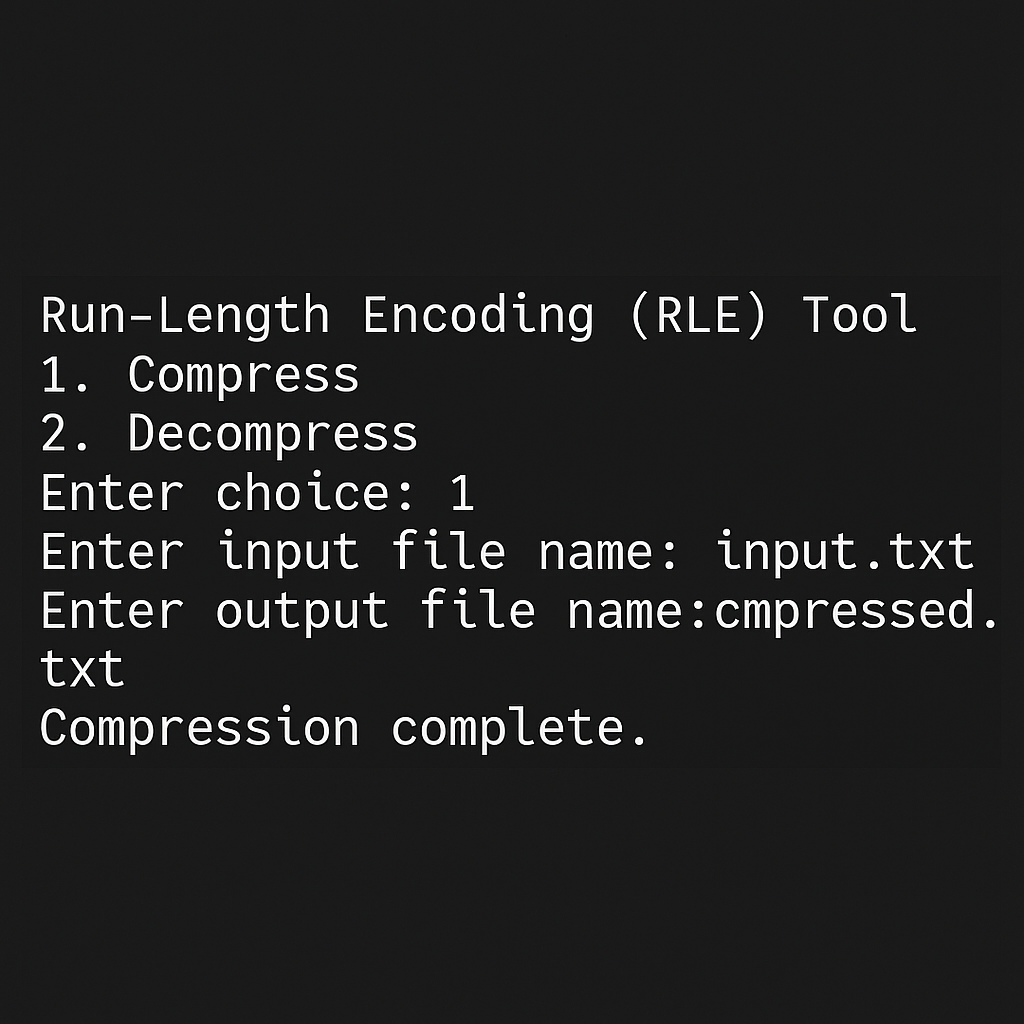 Run–Length Encoding (RLE) Tool
1. Compress
2. Decompress
Enter choice: 1
Enter input file name: input.txt
Enter output file name:cmpressed.
txt
Compression complete.